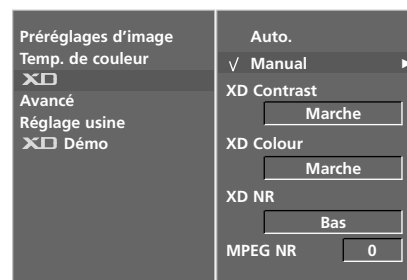 Préréglages d'image
Temp. de couleur
XD
Avancé
Réglage usine
XD Démo
Auto.
√ Manual
XD Contrast
Marche
XD Colour
Marche
XD NR
Bas
MPEG NR 0